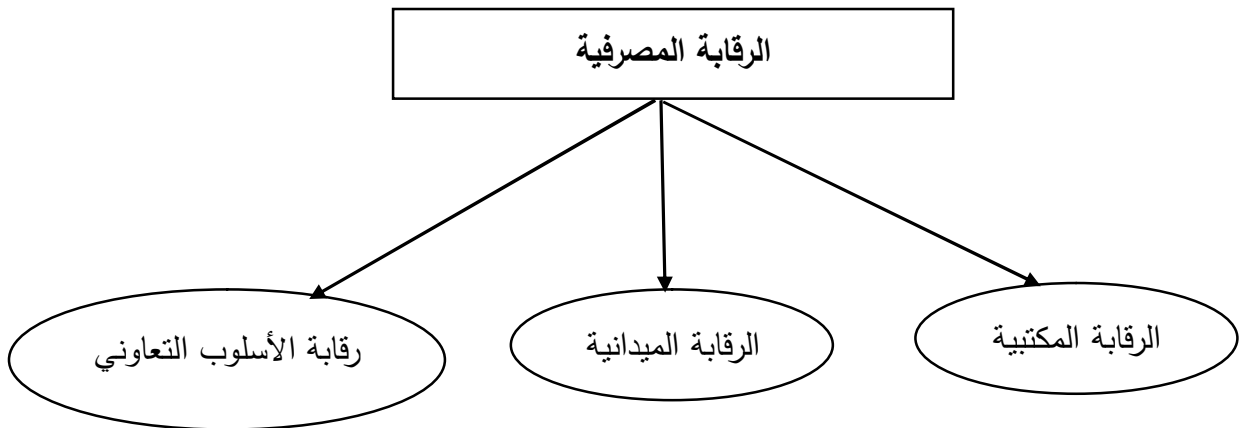 الرقابة المصرفية
الرقابة المكتبية
الرقابة الميدانية
رقابة الأسلوب التعاوني